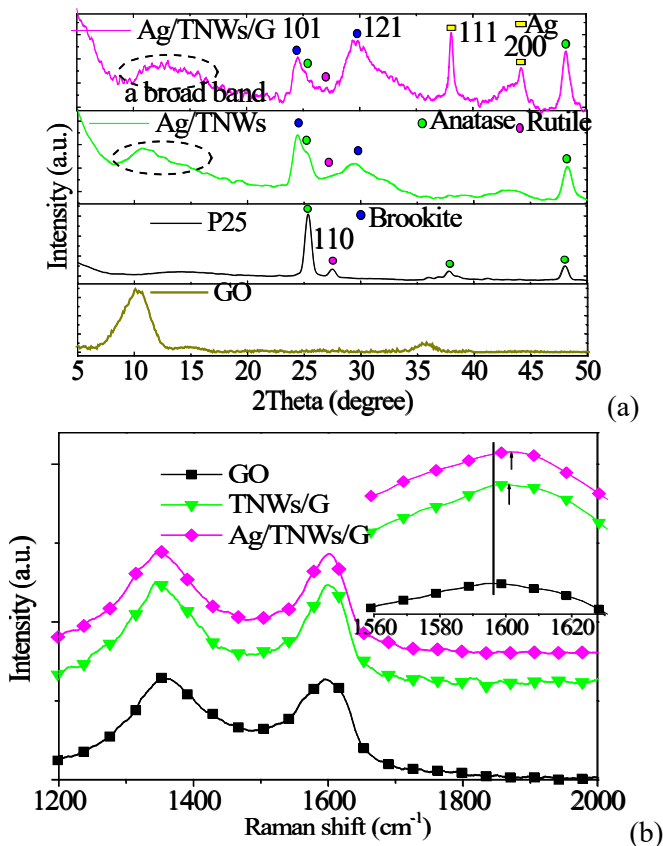 Ag/TNWs/G 101 121 111 Ag
200
a broad band
Ag/TNWs Anatase Rutile
P25 110 Brookite
GO
Intensity (a.u.)
5 10 15 20 25 30 35 40 45 50
2Theta (degree)
(a)
GO
TNWs/G
Ag/TNWs/G
1560 1580 1600 1620
Intensity (a.u.)
1200 1400 1600 1800 2000
Raman shift (cm⁻¹)
(b)